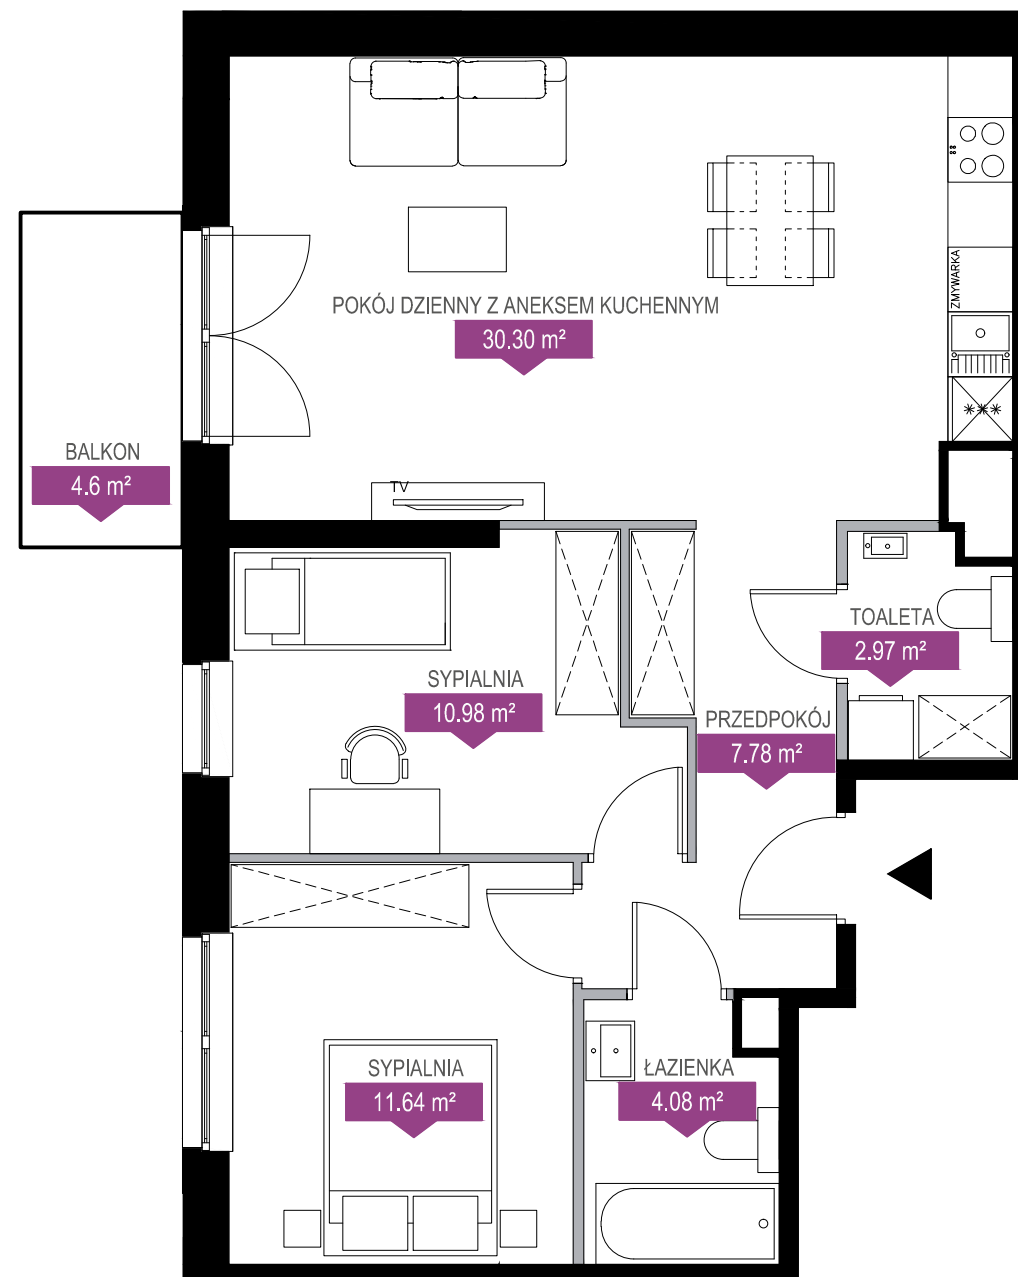 ZMYWARKA
POKÓJ DZIENNY Z ANEKSEM KUCHENNYM
30.30 m²
BALKON
4.6 m²
TV
TOALETA
2.97 m²
SYPIALNIA
10.98 m²
PRZEDPOKÓJ
7.78 m²
SYPIALNIA
11.64 m²
ŁAZIENKA
4.08 m²